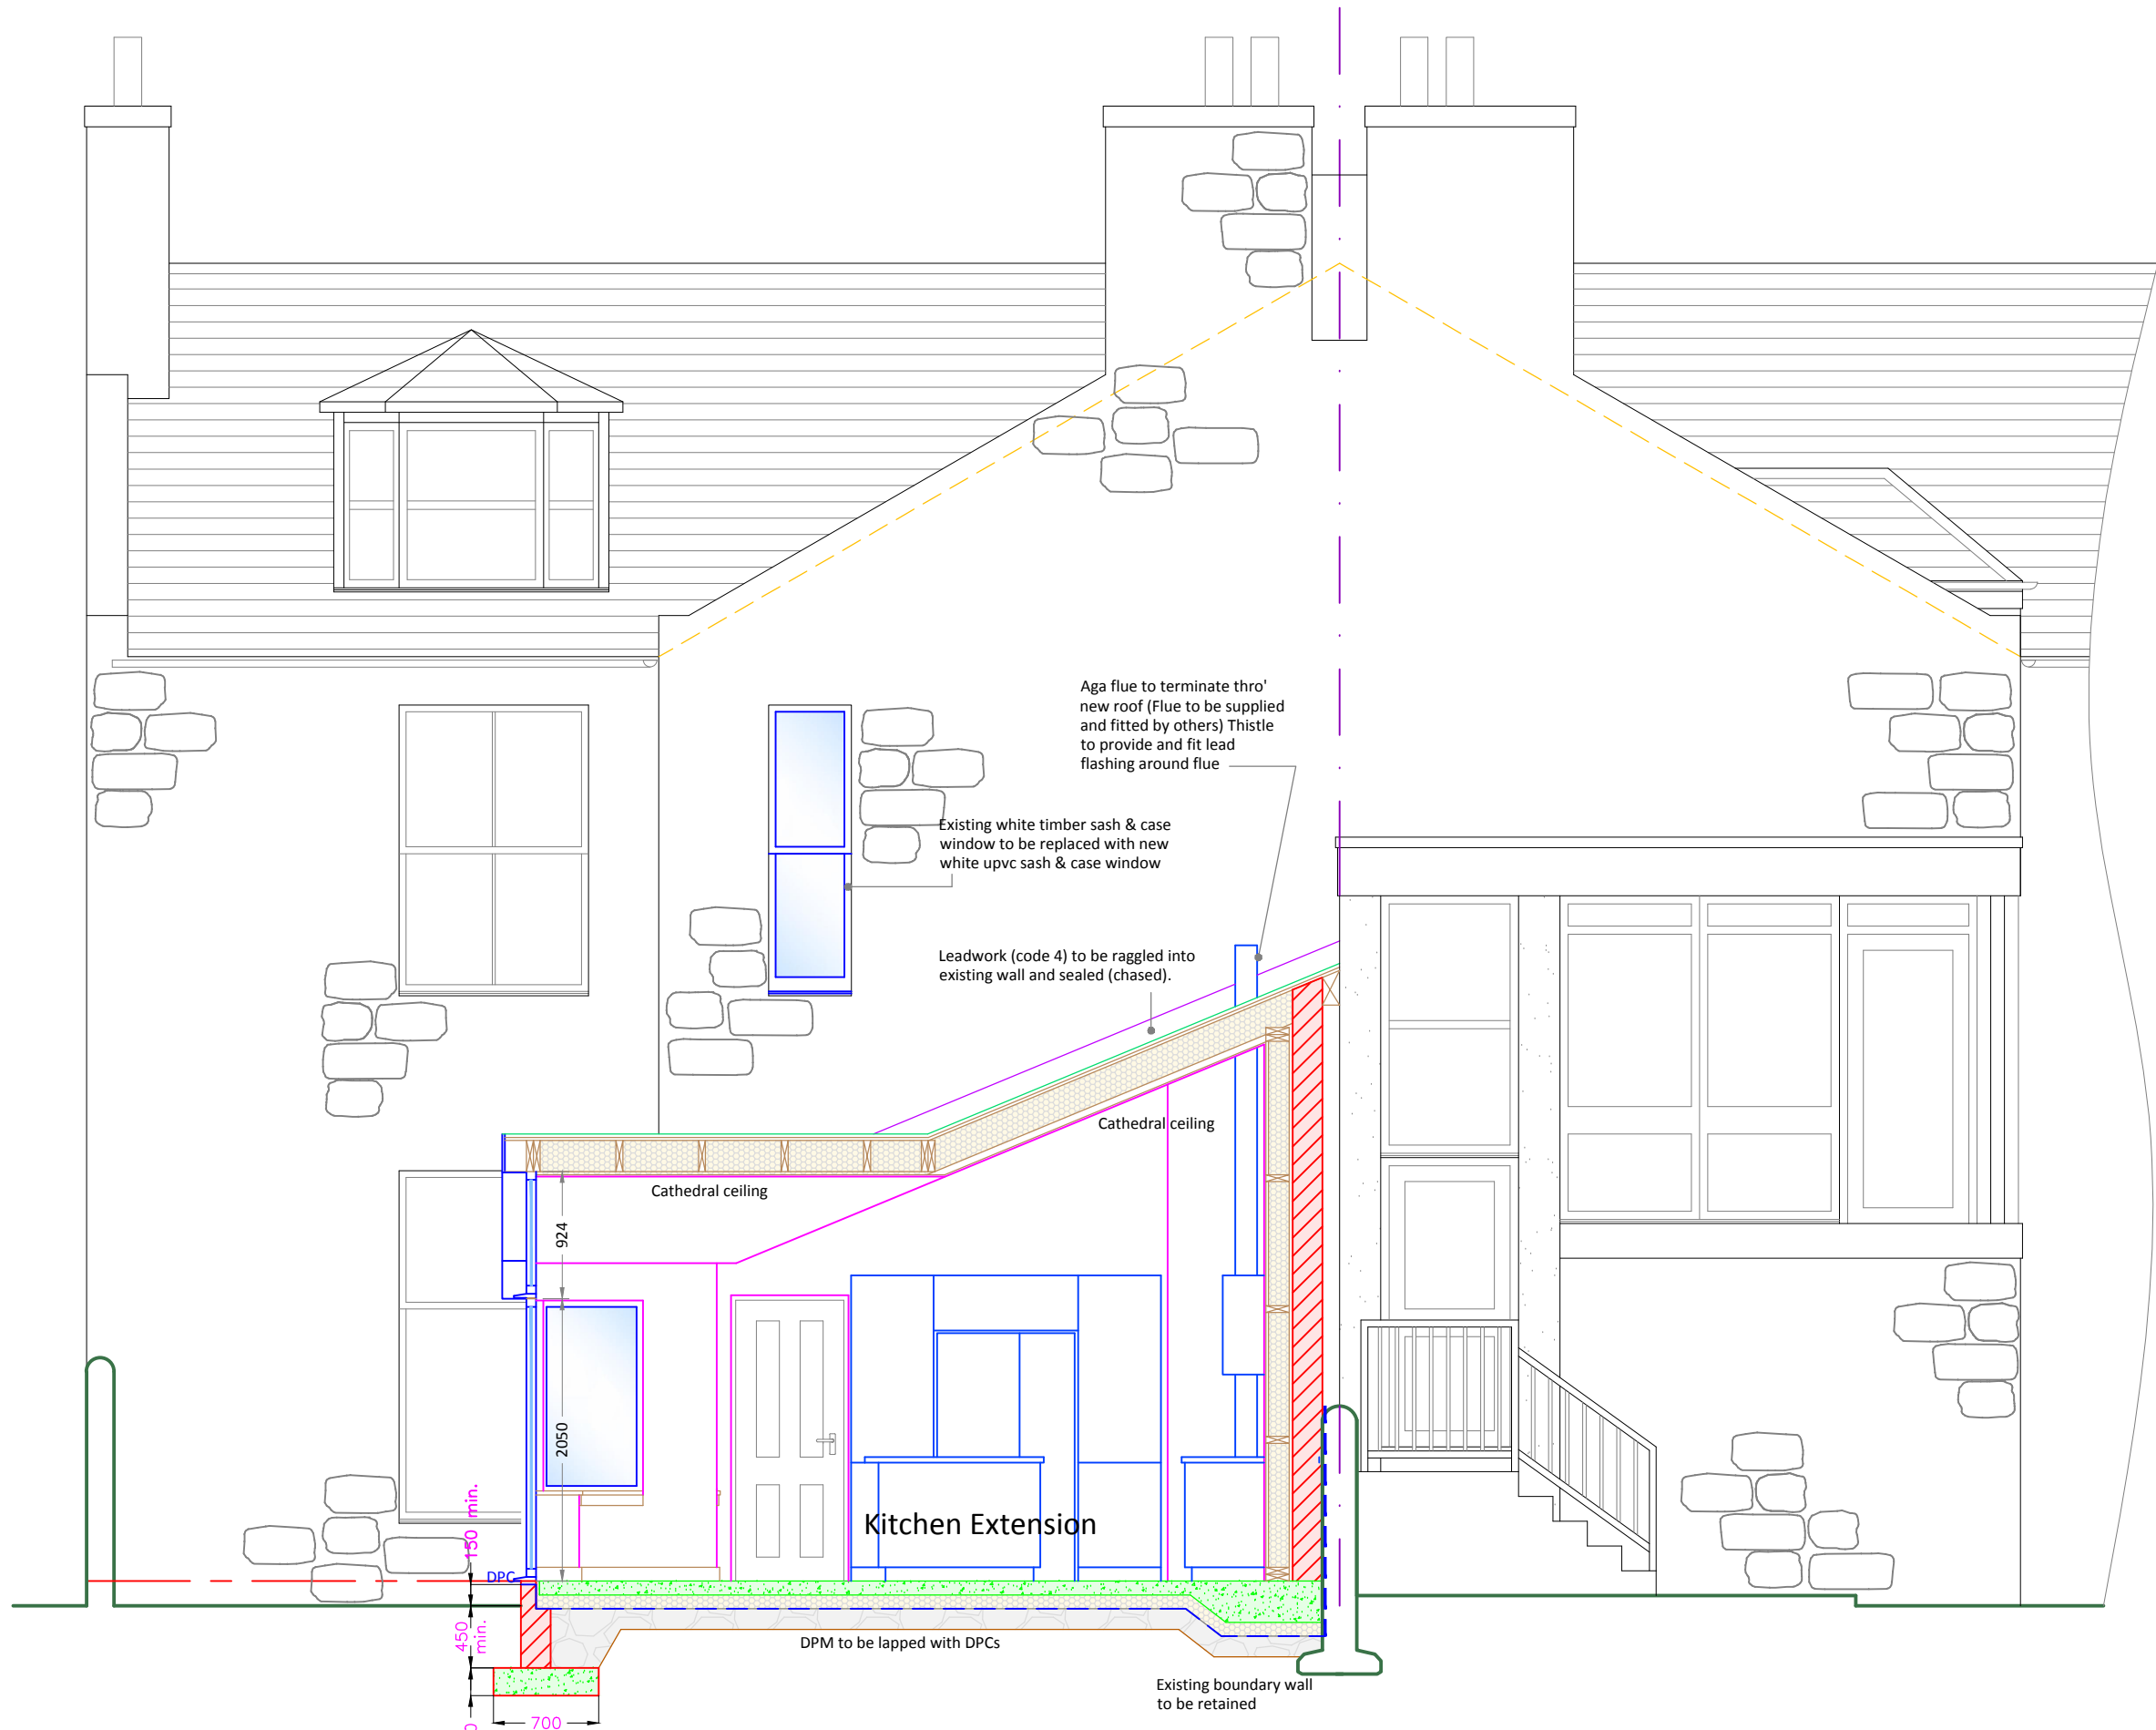 Aga flue to terminate thro'
new roof (Flue to be supplied
and fitted by others) Thistle
to provide and fit lead
flashing around flue
Existing white timber sash & case
window to be replaced with new
white upvc sash & case window
Leadwork (code 4) to be raggled into
existing wall and sealed (chased).
Cathedral ceiling
Cathedral ceiling
924
2050
Kitchen Extension
150 min.
DPC
450
min.
DPM to be lapped with DPCs
Existing boundary wall
to be retained
700